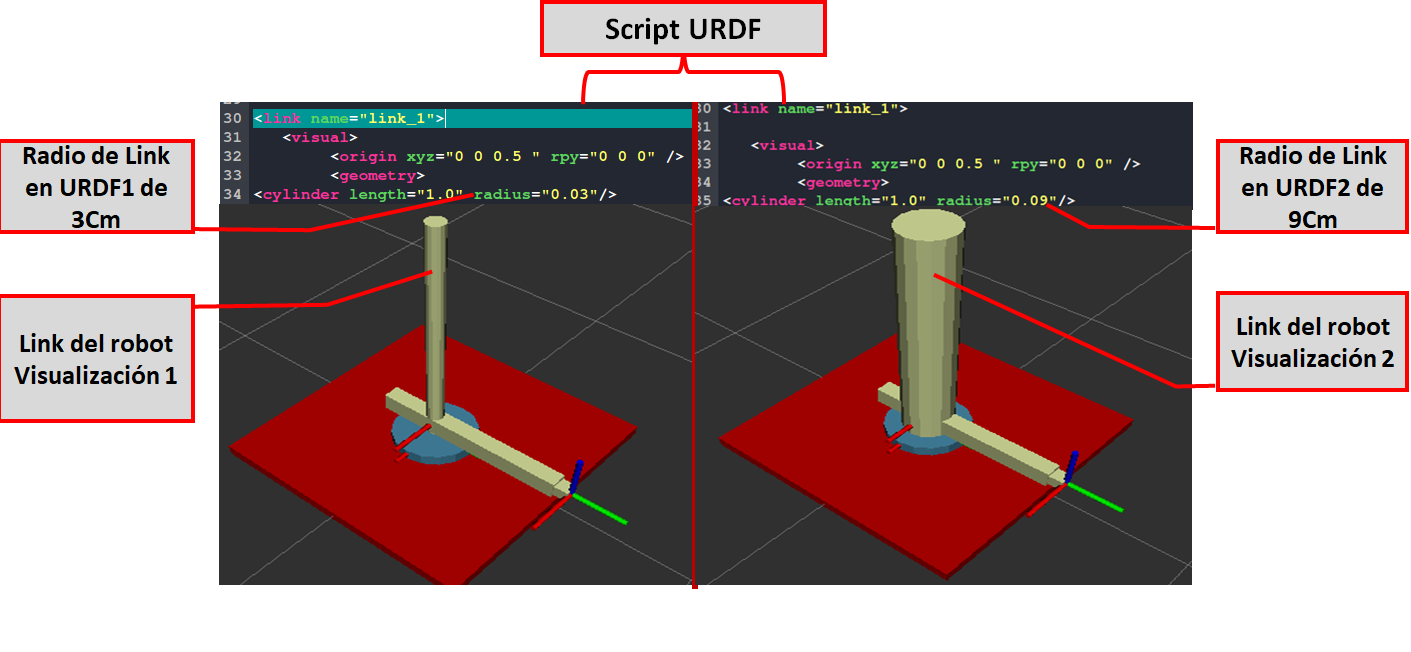 Script URDF
30 <link name="link_1">
31 <visual>
32 <origin xyz="0 0 0.5 " rpy="0 0 0" />
33 <geometry>
34 <cylinder length="1.0" radius="0.03"/>
30 <link name="link_1">
31
32 <visual>
33 <origin xyz="0 0 0.5 " rpy="0 0 0" />
34 <geometry>
35 <cylinder length="1.0" radius="0.09"/>
Radio de Link
en URDF1 de
3Cm
Radio de Link
en URDF2 de
9Cm
Link del robot
Visualización 1
Link del robot
Visualización 2